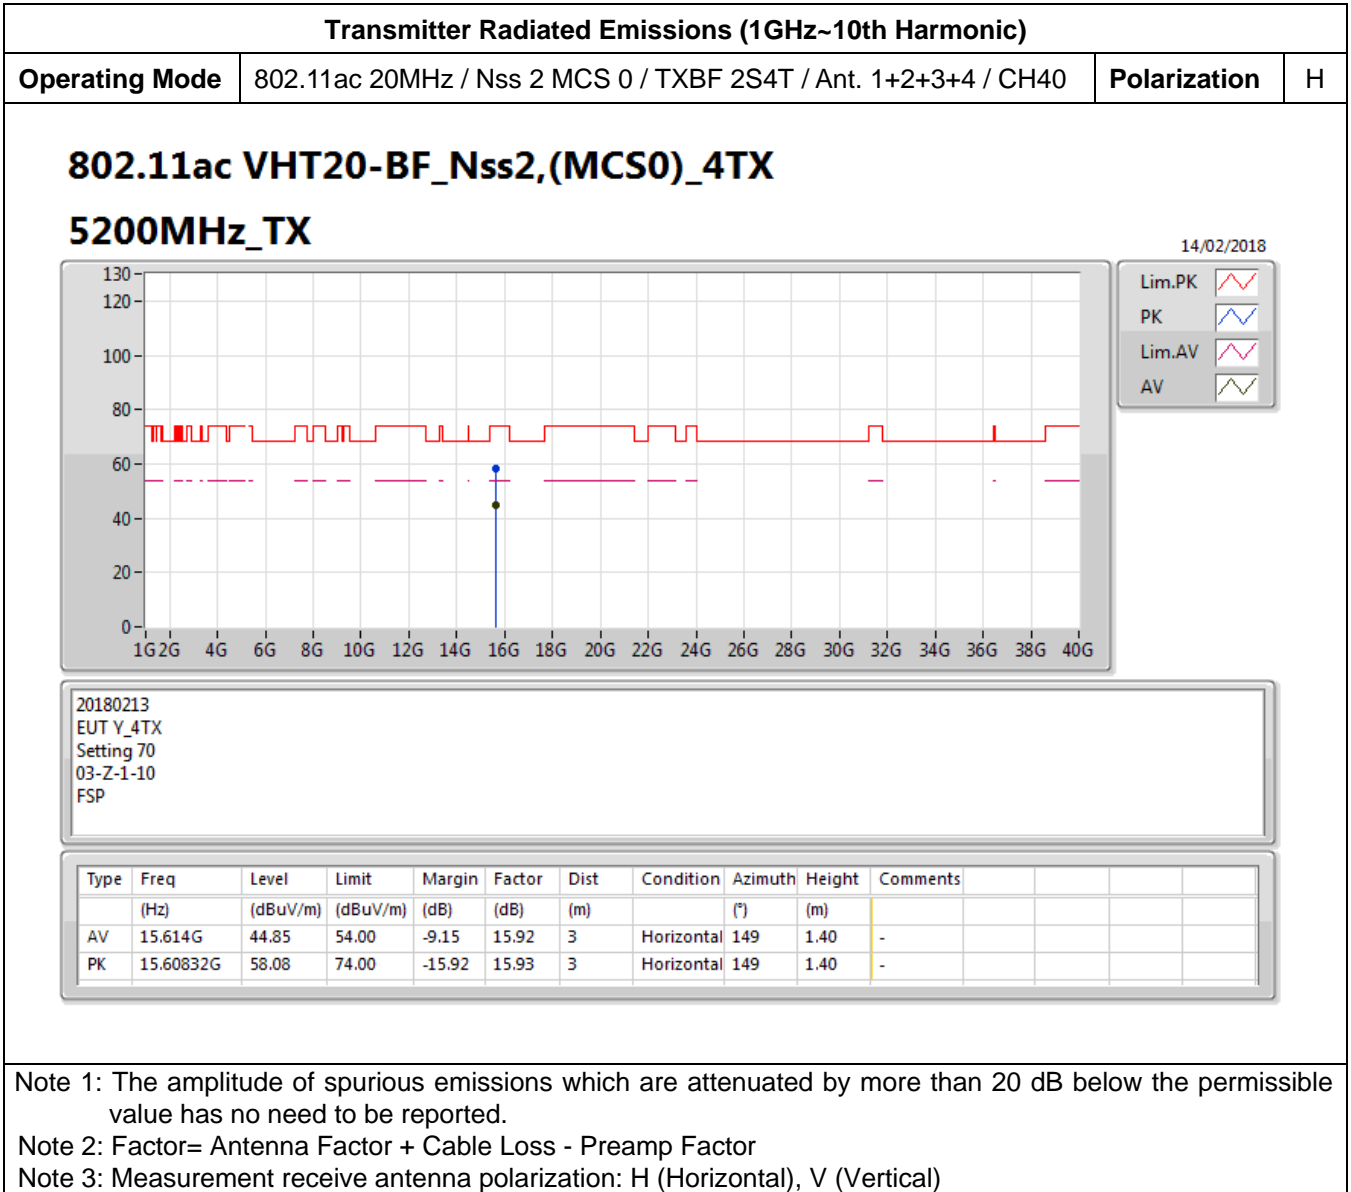 Transmitter Radiated Emissions (1GHz~10th Harmonic)
Operating Mode 802.11ac 20MHz / Nss 2 MCS 0 / TXBF 2S4T / Ant. 1+2+3+4 / CH40 Polarization H
802.11ac VHT20-BF_Nss2,(MCS0)_4TX
5200MHz_TX
14/02/2018
130
120
100
80
60
40
20
0
1G 2G 4G 6G 8G 10G 12G 14G 16G 18G 20G 22G 24G 26G 28G 30G 32G 34G 36G 38G 40G
Lim.PK
PK
Lim.AV
AV
20180213
EUT Y_4TX
Setting 70
03-Z-1-10
FSP
Type Freq Level Limit Margin Factor Dist Condition Azimuth Height Comments
(Hz) (dBuV/m) (dBuV/m) (dB) (dB) (m) (°) (m)
AV 15.614G 44.85 54.00 -9.15 15.92 3 Horizontal 149 1.40 -
PK 15.60832G 58.08 74.00 -15.92 15.93 3 Horizontal 149 1.40 -
Note 1: The amplitude of spurious emissions which are attenuated by more than 20 dB below the permissible
value has no need to be reported.
Note 2: Factor= Antenna Factor + Cable Loss - Preamp Factor
Note 3: Measurement receive antenna polarization: H (Horizontal), V (Vertical)